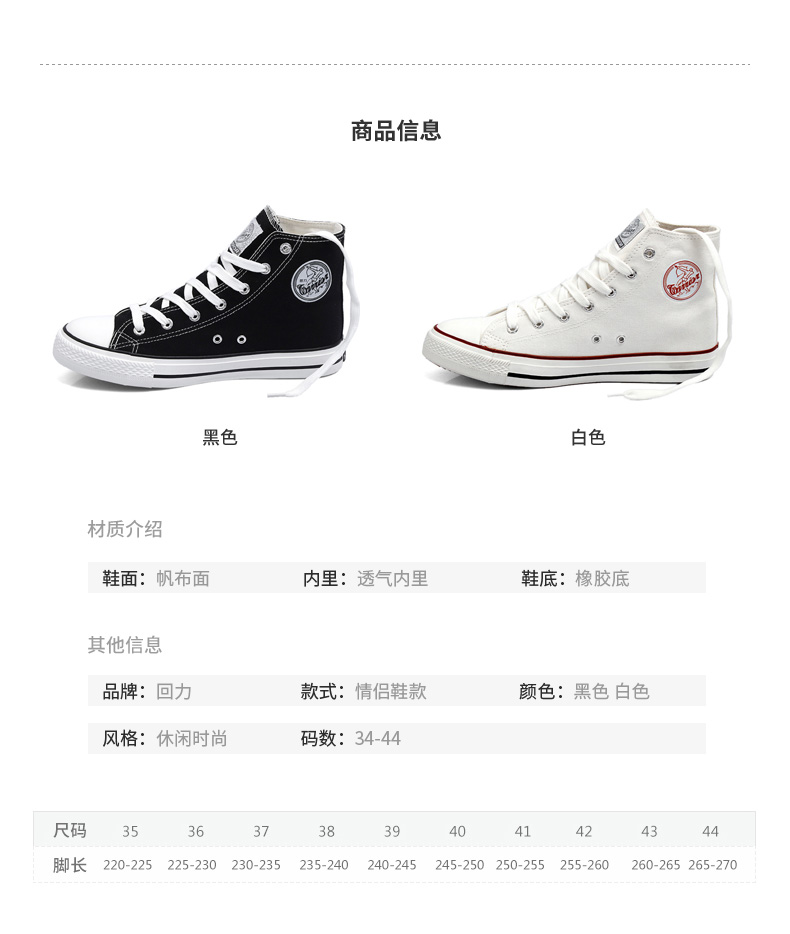 商品信息
黑色 白色
材质介绍
鞋面：帆布面 内里：透气内里 鞋底：橡胶底
其他信息
品牌：回力 款式：情侣鞋款 颜色：黑色 白色
风格：休闲时尚 码数：34-44
尺码 35 36 37 38 39 40 41 42 43 44
脚长 220-225 225-230 230-235 235-240 240-245 245-250 250-255 255-260 260-265 265-270